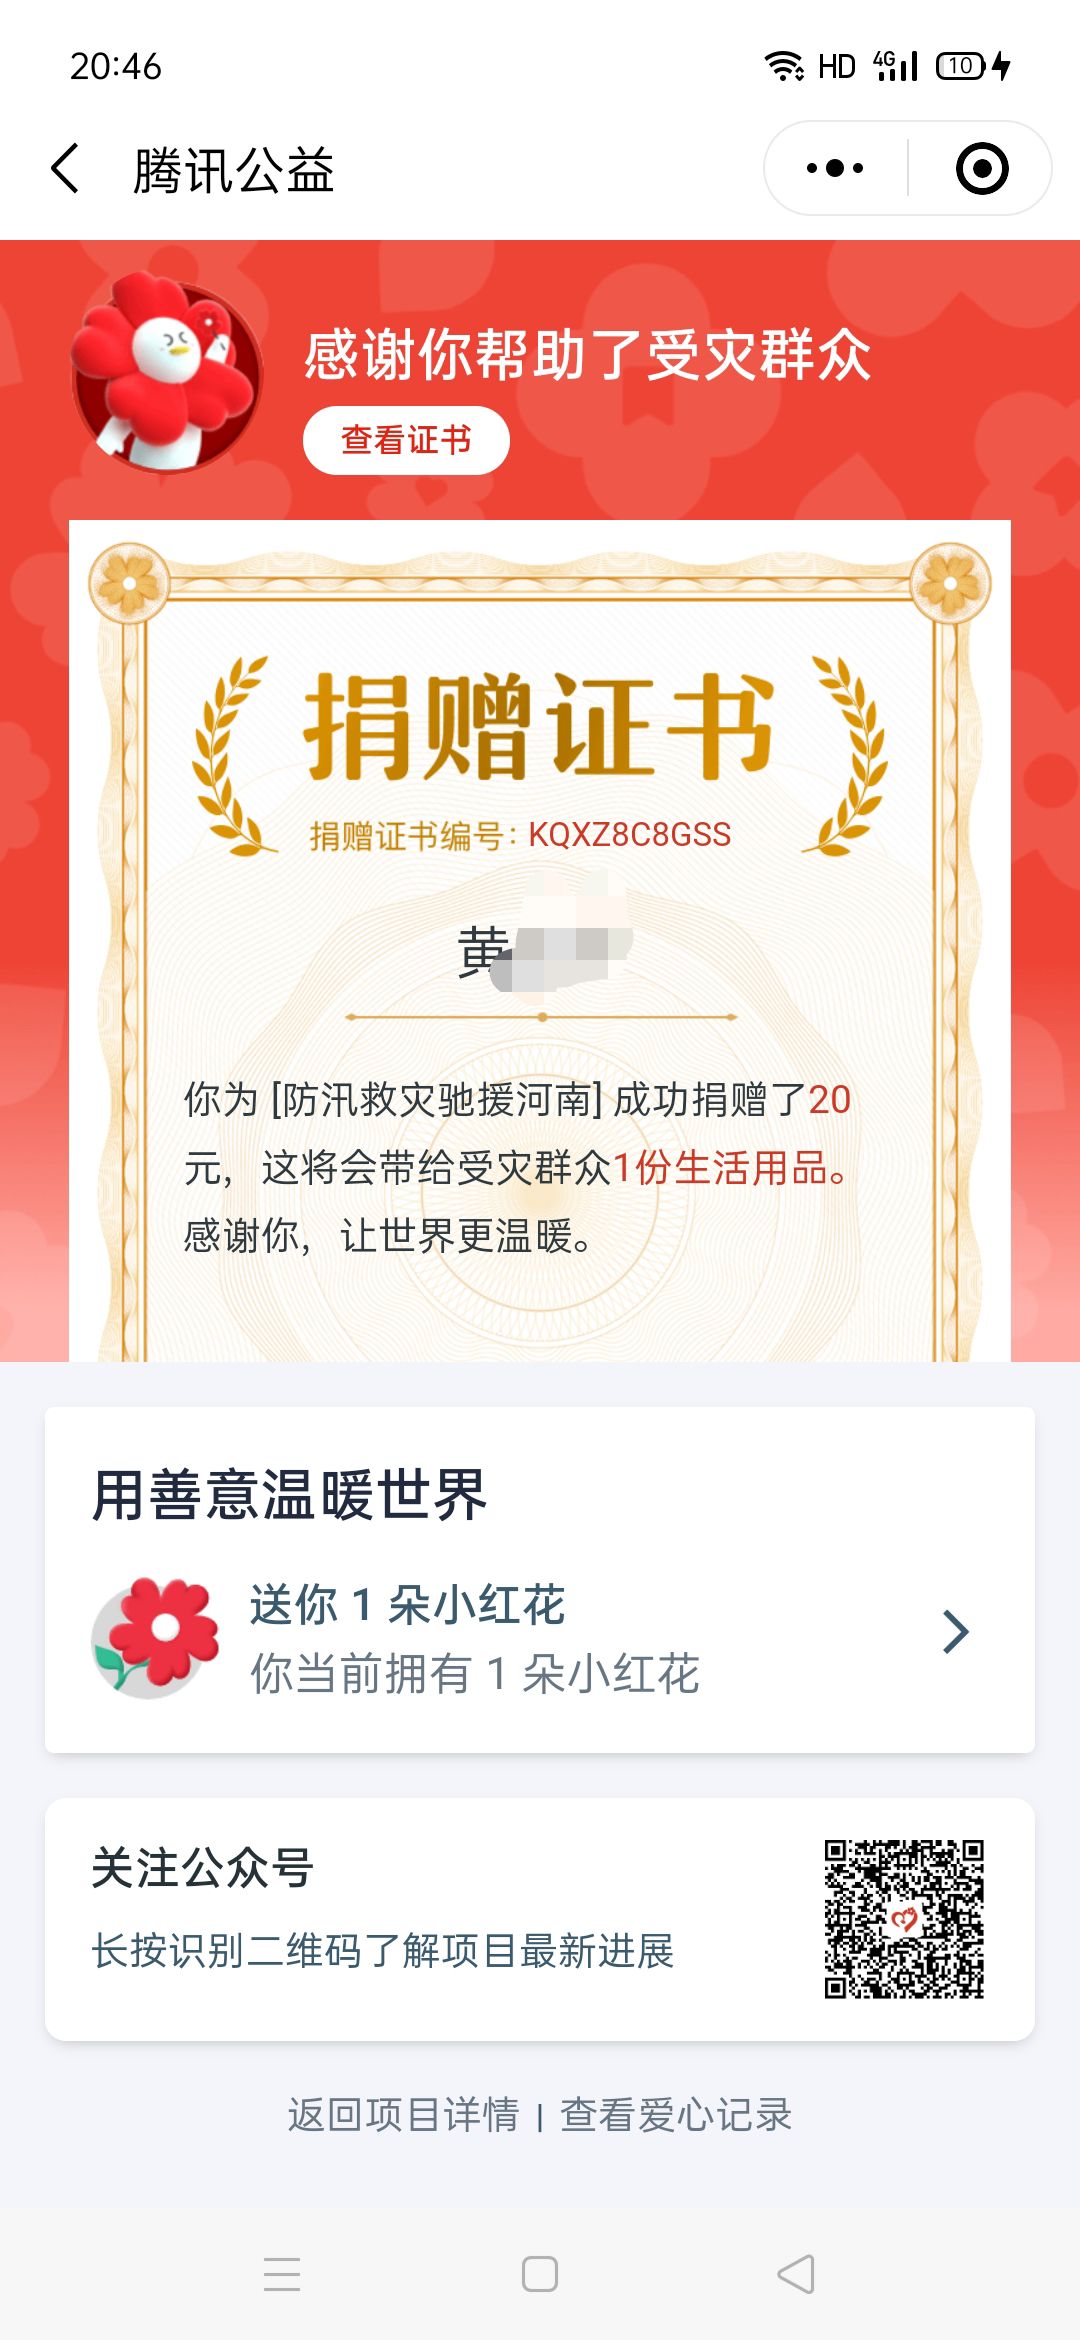 20:46
HD 4G 10
腾讯公益
感谢你帮助了受灾群众
查看证书
捐赠证书
捐赠证书编号：KQXZ8C8GSS
黄
你为 [防汛救灾驰援河南] 成功捐赠了20
元，这将会带给受灾群众1份生活用品。
感谢你，让世界更温暖。
用善意温暖世界
送你 1 朵小红花
你当前拥有 1 朵小红花
关注公众号
长按识别二维码了解项目最新进展
返回项目详情 | 查看爱心记录